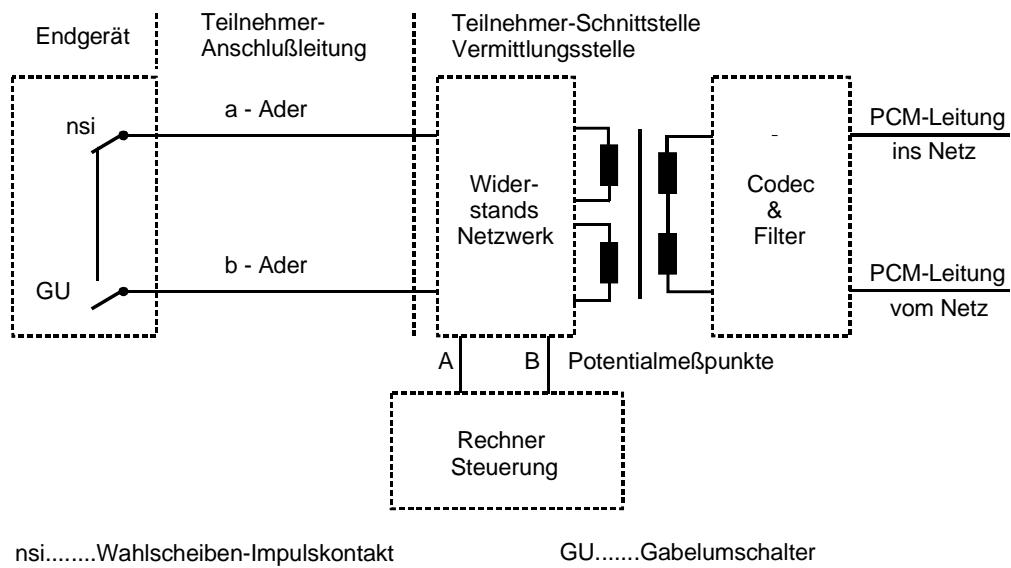 Endgerät
Teilnehmer-
Anschlußleitung
Teilnehmer-Schnittstelle
Vermittlungsstelle
nsi
a - Ader
GU
b - Ader
Wider-
stands
Netzwerk
Codec
&
Filter
PCM-Leitung
ins Netz
PCM-Leitung
vom Netz
A
B
Potentialmeßpunkte
Rechner
Steuerung
nsi........Wahlscheiben-Impulskontakt
GU.......Gabelumschalter